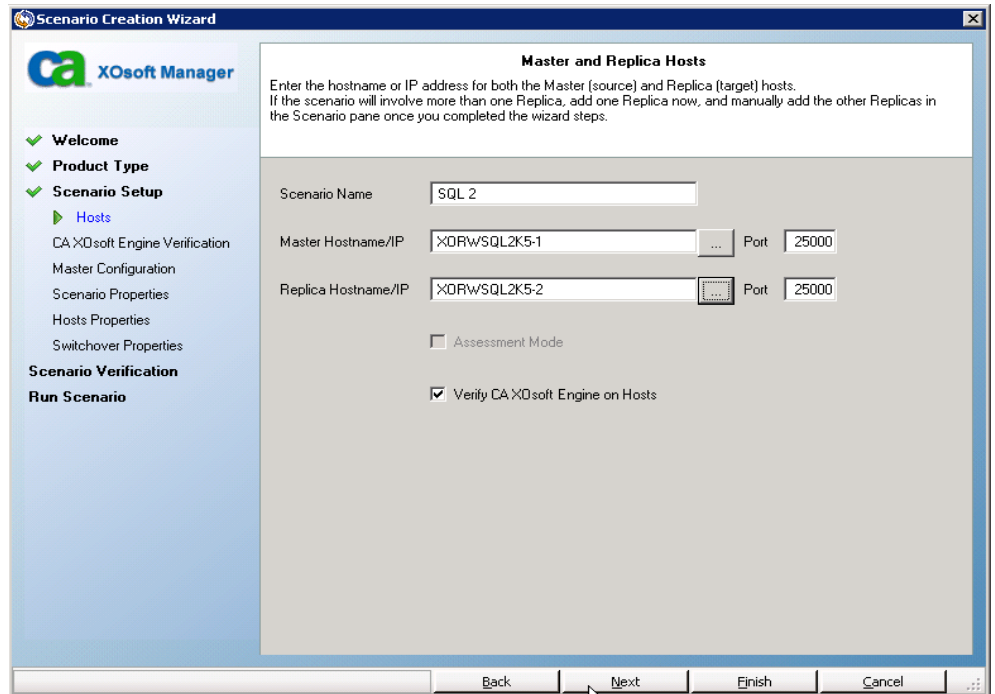 Scenario Creation Wizard
ca XOsoft Manager
Welcome
Product Type
Scenario Setup
Hosts
CA XOsoft Engine Verification
Master Configuration
Scenario Properties
Hosts Properties
Switchover Properties
Scenario Verification
Run Scenario
Master and Replica Hosts
Enter the hostname or IP address for both the Master (source) and Replica (target) hosts.
If the scenario will involve more than one Replica, add one Replica now, and manually add the other Replicas in
the Scenario pane once you completed the wizard steps.
Scenario Name SQL 2
Master Hostname/IP XORWSQL2K5-1 ... Port 25000
Replica Hostname/IP XORWSQL2K5-2 ... Port 25000
Assessment Mode
Verify CA XOsoft Engine on Hosts
Back Next Finish Cancel